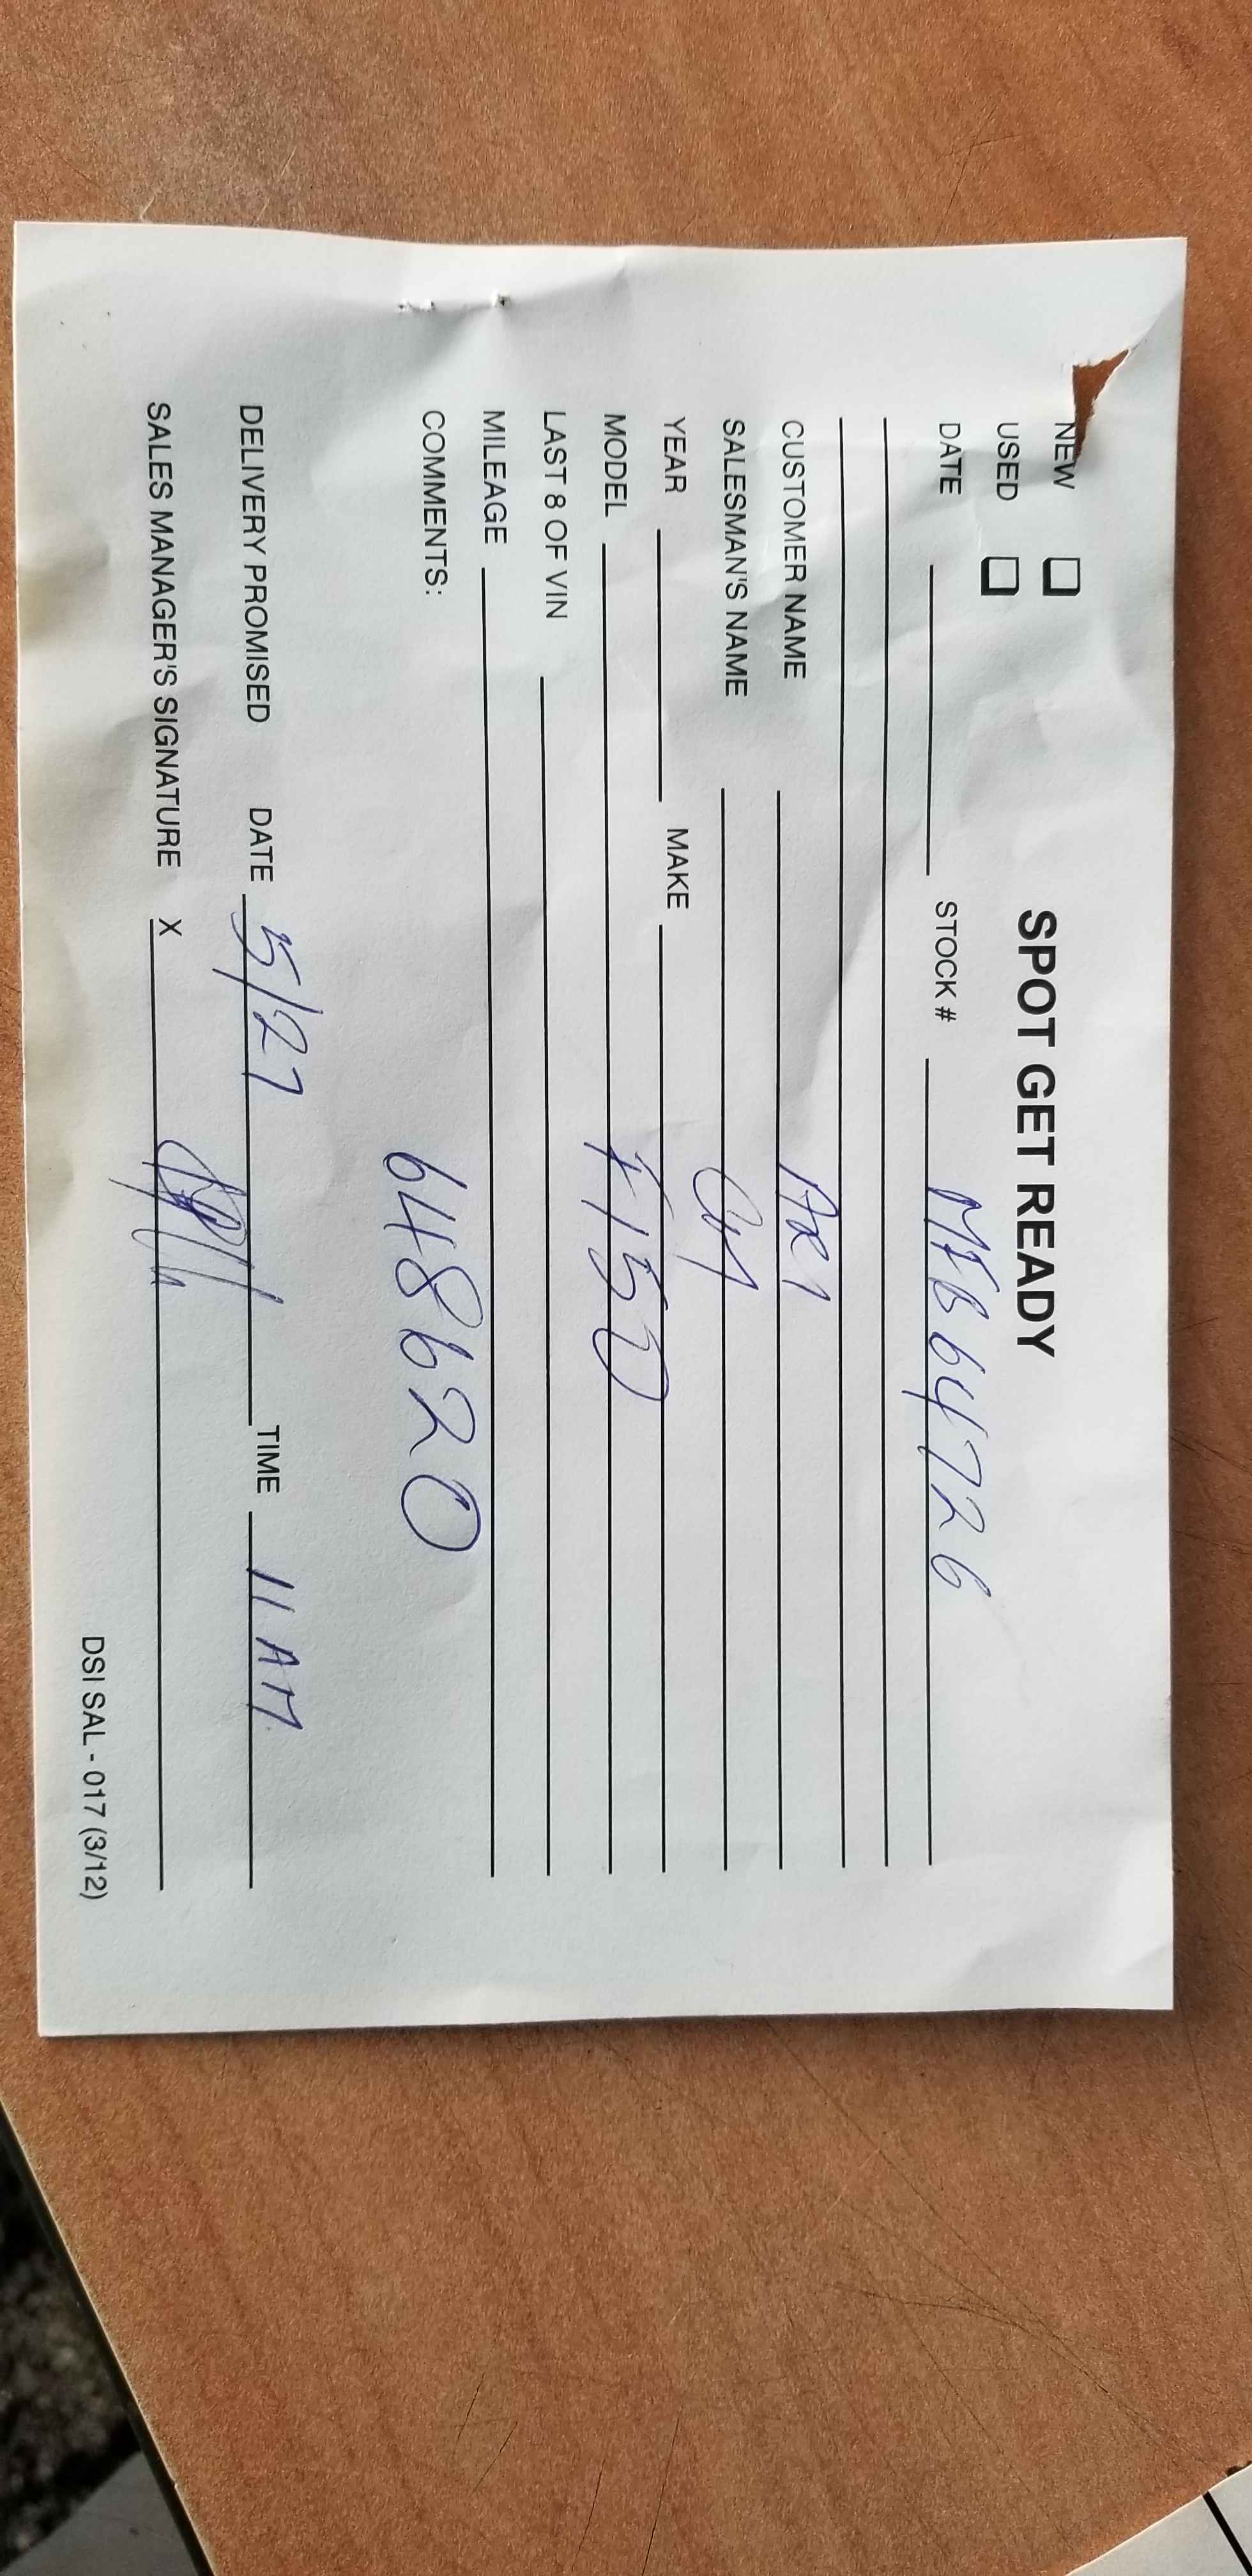 SPOT GET READY
NEW
USED
DATE STOCK # MFB64726
CUSTOMER NAME ARI
SALESMAN'S NAME
YEAR MAKE
MODEL F150
LAST 8 OF VIN
MILEAGE
COMMENTS: 648620
DELIVERY PROMISED DATE 5/27 TIME 11 AM
SALES MANAGER'S SIGNATURE X
DSI SAL - 017 (3/12)